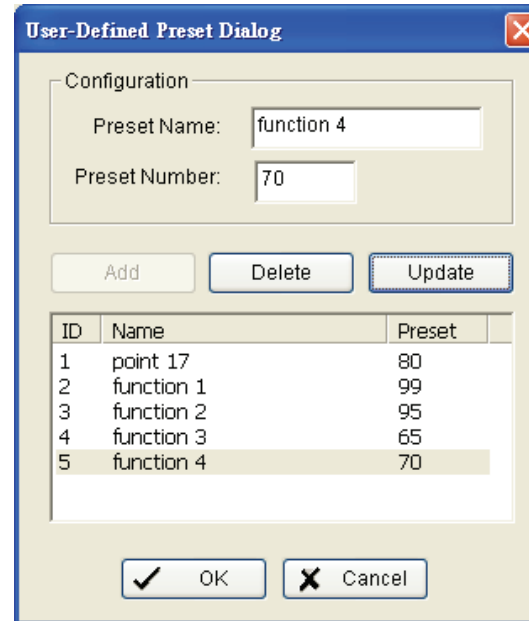 User-Defined Preset Dialog
Configuration
Preset Name: function 4
Preset Number: 70
Add Delete Update
ID Name Preset
1 point 17 80
2 function 1 99
3 function 2 95
4 function 3 65
5 function 4 70
OK Cancel